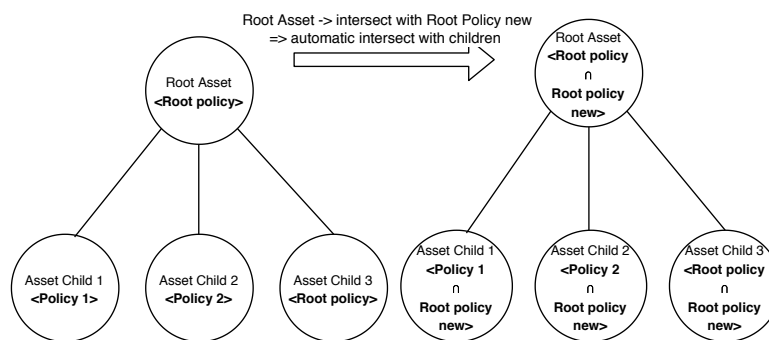 Root Asset -> intersect with Root Policy new
=> automatic intersect with children
Root Asset
<Root policy>
Asset Child 1
<Policy 1>
Asset Child 2
<Policy 2>
Asset Child 3
<Root policy>
Root Asset
<Root policy
∩
Root policy
new>
Asset Child 1
<Policy 1
∩
Root policy
new>
Asset Child 2
<Policy 2
∩
Root policy
new>
Asset Child 3
<Root policy
∩
Root policy
new>